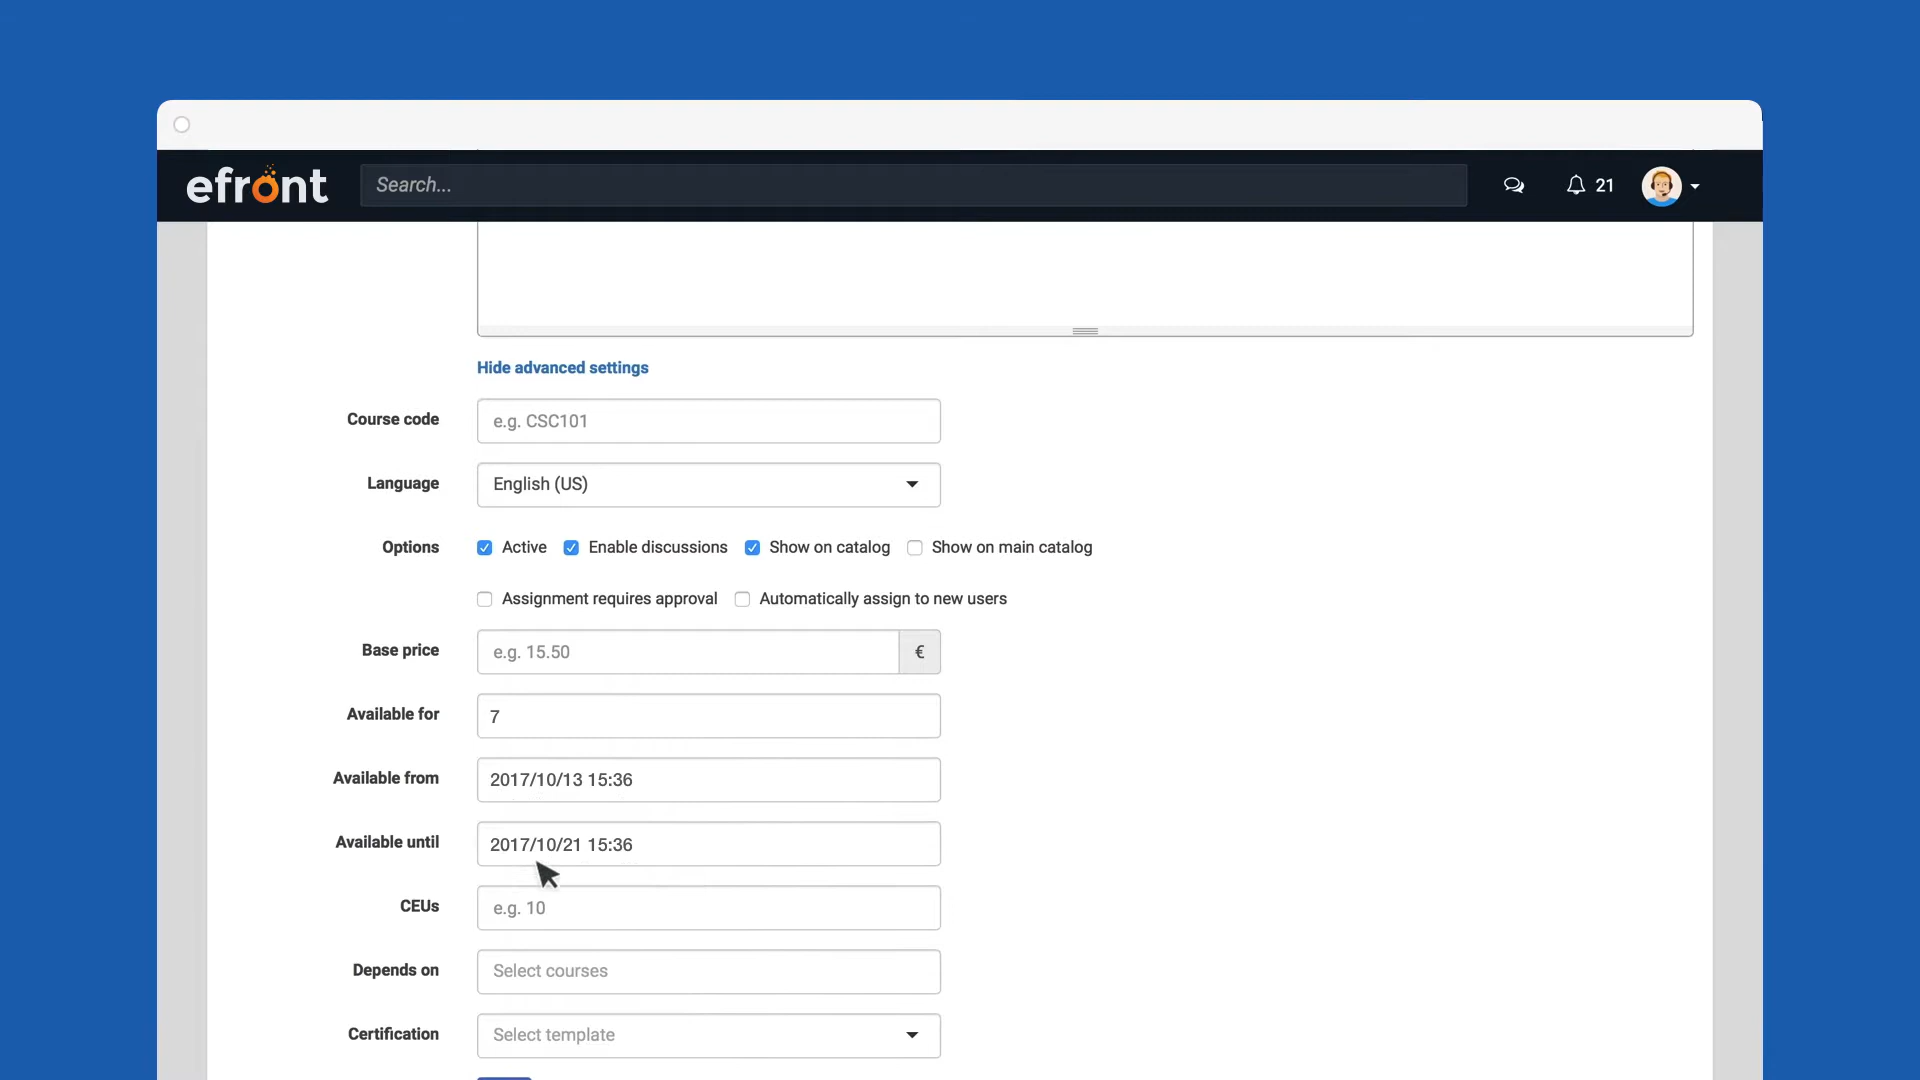 efront
Search...
21
Hide advanced settings
Course code
e.g. CSC101
Language
English (US)
Options
Active Enable discussions Show on catalog Show on main catalog
Assignment requires approval Automatically assign to new users
Base price
e.g. 15.50 €
Available for
7
Available from
2017/10/13 15:36
Available until
2017/10/21 15:36
CEUs
e.g. 10
Depends on
Select courses
Certification
Select template